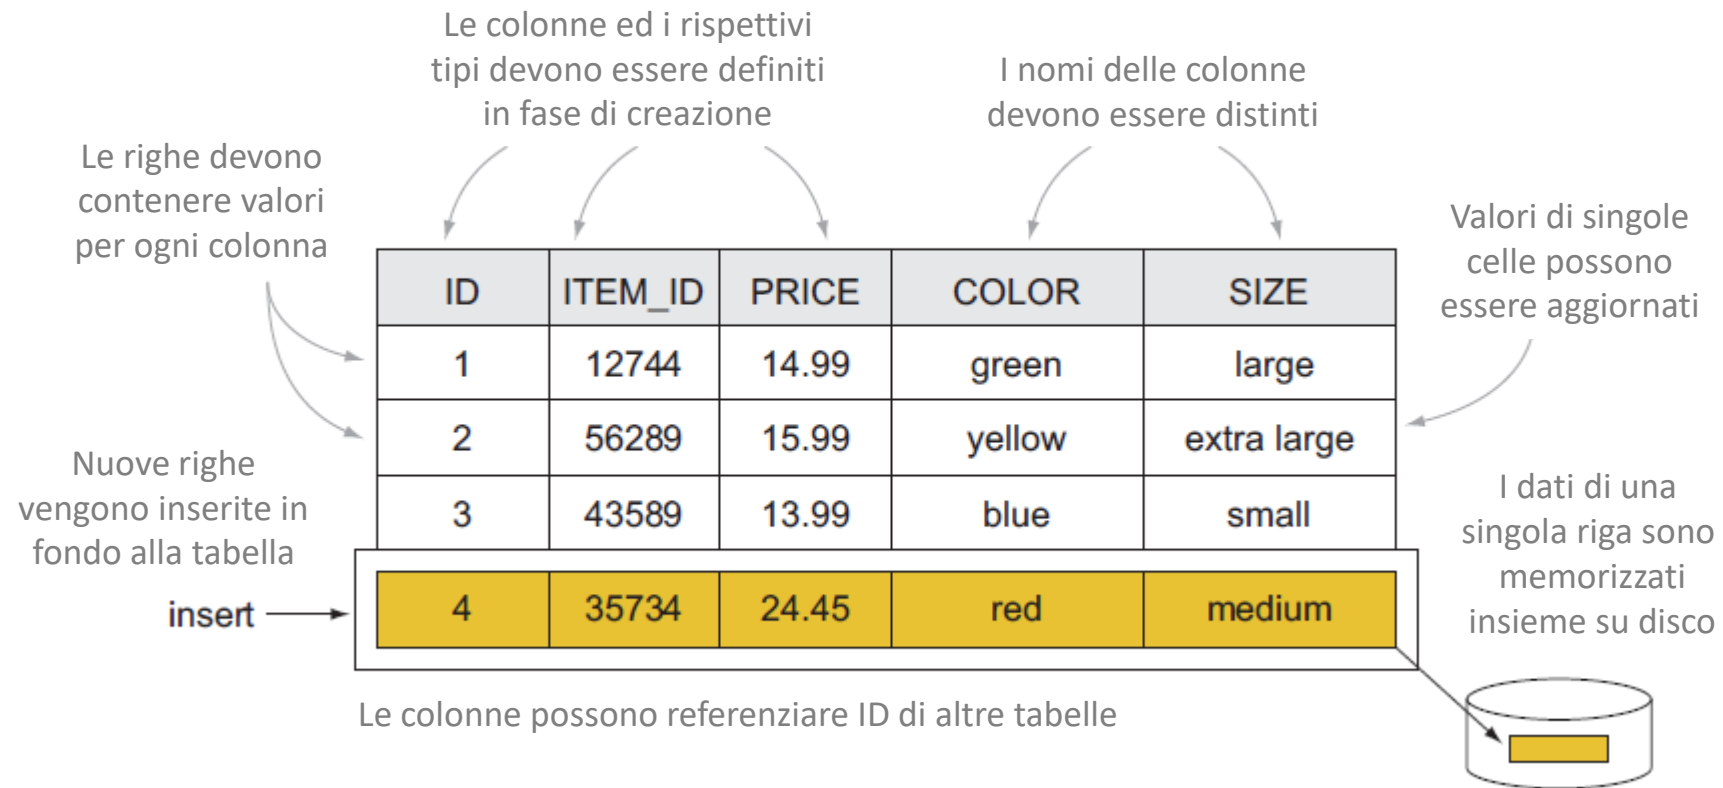 Le colonne ed i rispettivi
tipi devono essere definiti
in fase di creazione
I nomi delle colonne
devono essere distinti
Le righe devono
contenere valori
per ogni colonna
Valori di singole
celle possono
essere aggiornati
ID ITEM_ID PRICE COLOR SIZE
1 12744 14.99 green large
2 56289 15.99 yellow extra large
3 43589 13.99 blue small
Nuove righe
vengono inserite in
fondo alla tabella
I dati di una
singola riga sono
memorizzati
insieme su disco
insert
4 35734 24.45 red medium
Le colonne possono referenziare ID di altre tabelle